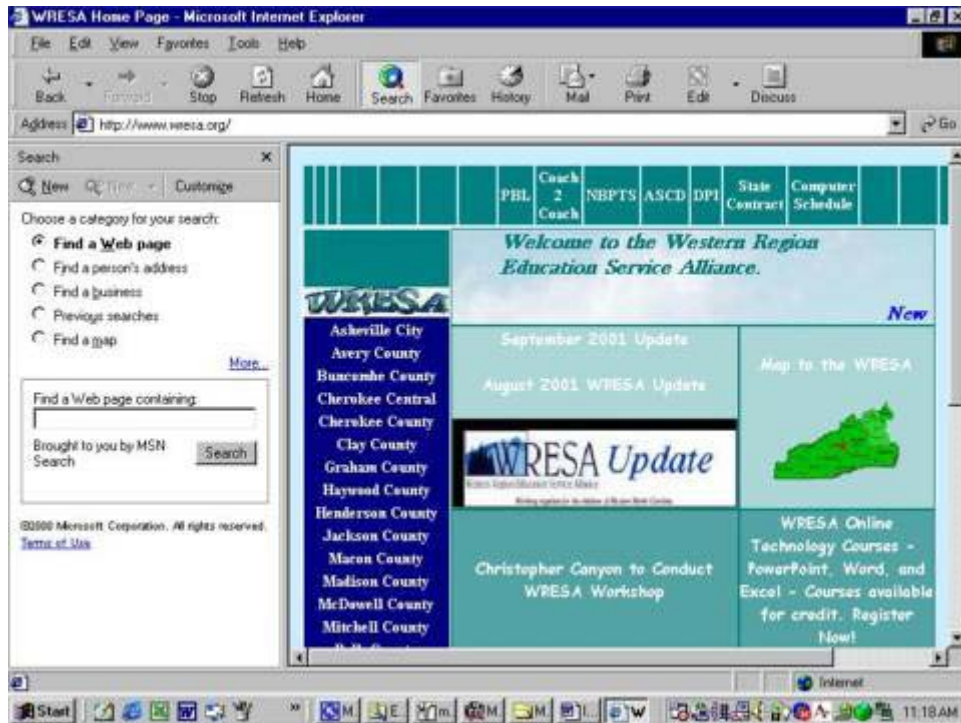 WRESA Home Page - Microsoft Internet Explorer
File Edit View Favorites Tools Help
Back Forward Stop Refresh Home Search Favorites History Mail Print Edit Discuss
Address http://www.wresa.org/ Go
Search
New Customize
Choose a category for your search:
Find a Web page
Find a person's address
Find a business
Previous searches
Find a map
More...
Find a Web page containing:
Brought to you by MSN
Search
Search
©2000 Microsoft Corporation. All rights reserved.
Terms of Use
PBL Coach 2 Coach NBPTS ASCD DPI State Contract Computer Schedule
Welcome to the Western Region
Education Service Alliance.
New
WRESA
Asheville City
Avery County
Buncombe County
Cherokee Central
Cherokee County
Clay County
Graham County
Haywood County
Henderson County
Jackson County
Macon County
Madison County
McDowell County
Mitchell County
September 2001 Update
August 2001 WRESA Update
WRESA Update
Christopher Canyon to Conduct
WRESA Workshop
Map to the WRESA
WRESA Online
Technology Courses -
PowerPoint, Word, and
Excel - Courses available
for credit. Register
Now!
Internet
Start 11:18 AM